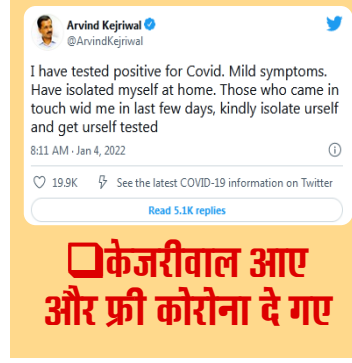 Arvind Kejriwal
@ArvindKejriwal
I have tested positive for Covid. Mild symptoms.
Have isolated myself at home. Those who came in
touch wid me in last few days, kindly isolate urself
and get urself tested
8:11 AM · Jan 4, 2022
19.9K See the latest COVID-19 information on Twitter
Read 5.1K replies
❑केजरीवाल आए
और फ्री कोरोना दे गए